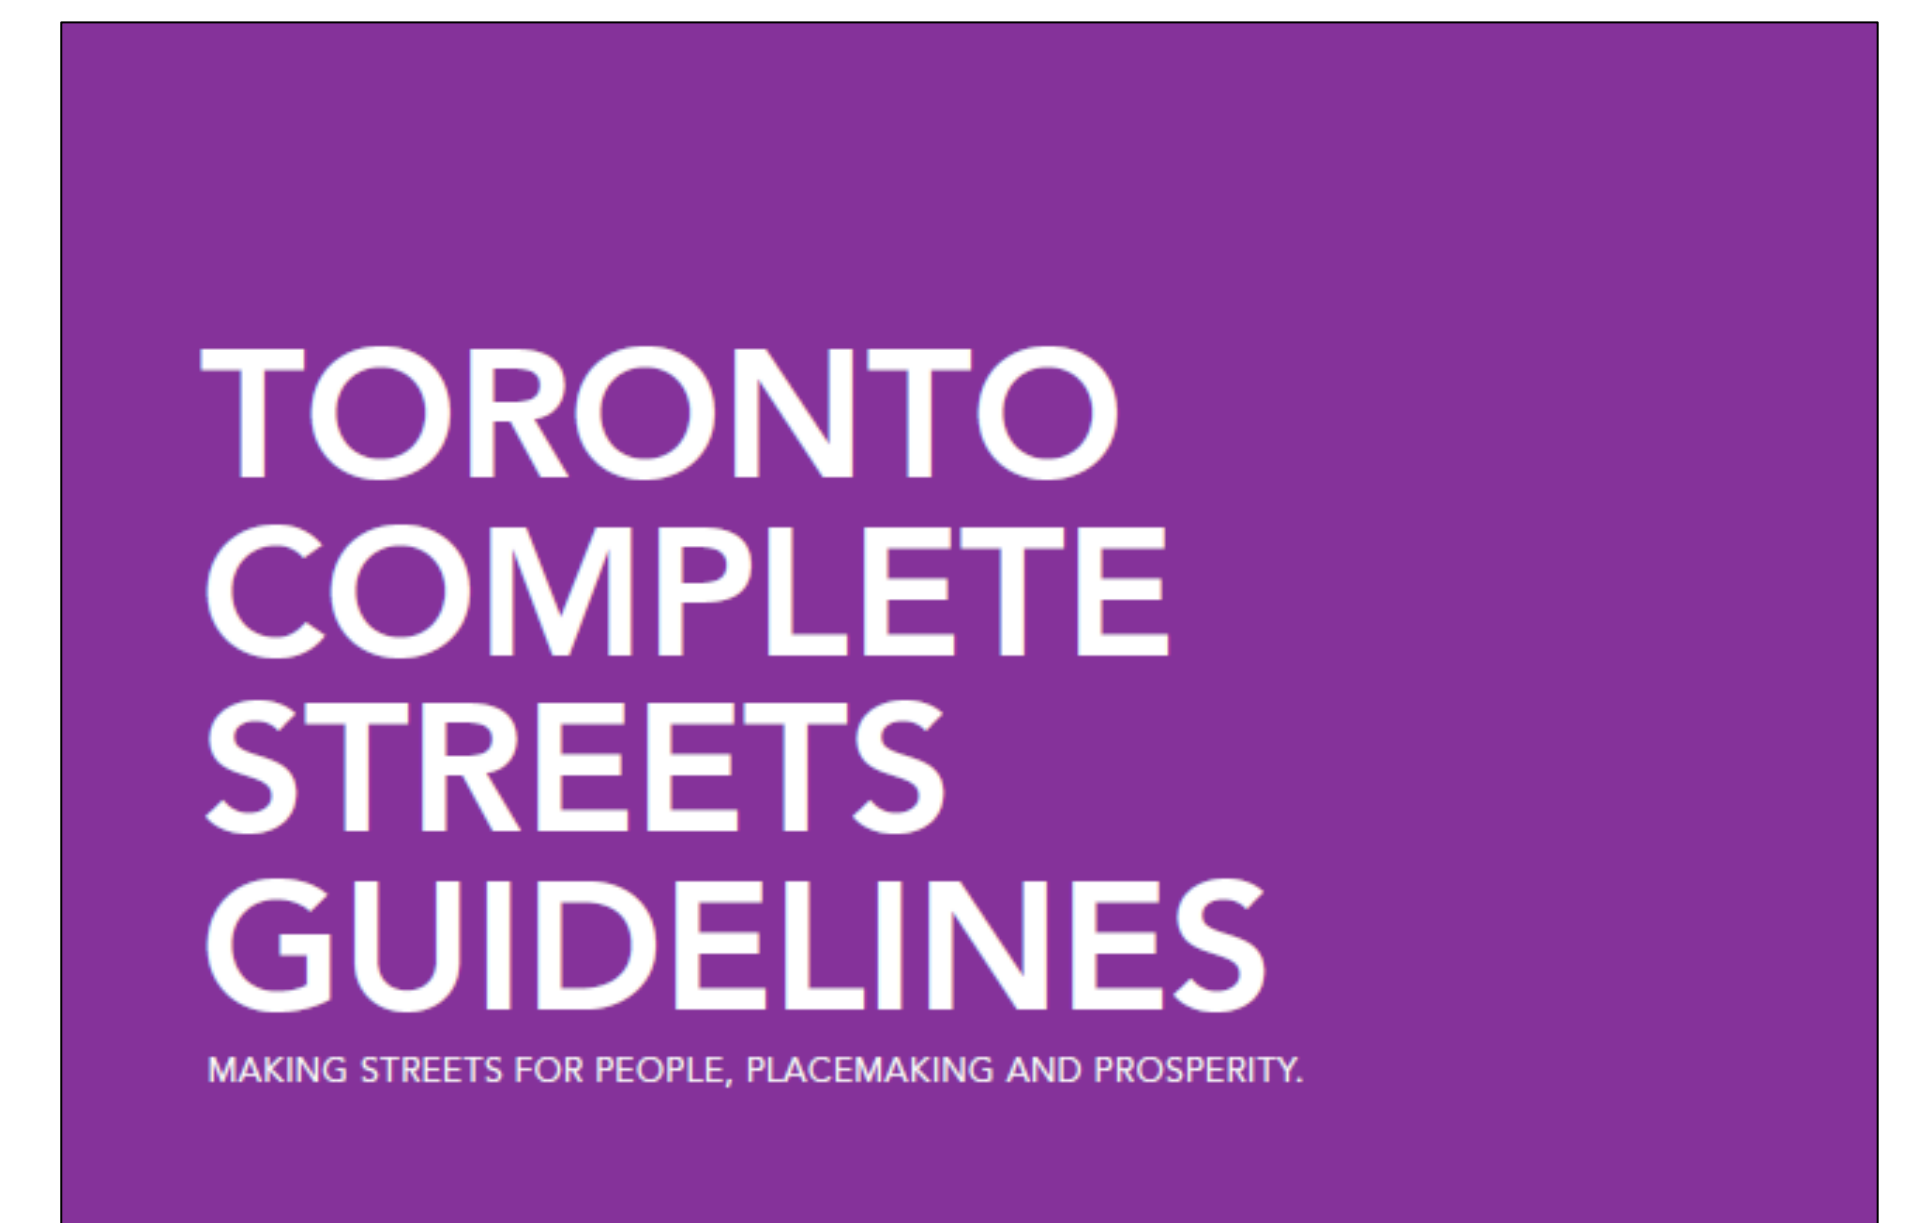 TORONTO
COMPLETE
STREETS
GUIDELINES
MAKING STREETS FOR PEOPLE, PLACEMAKING AND PROSPERITY.